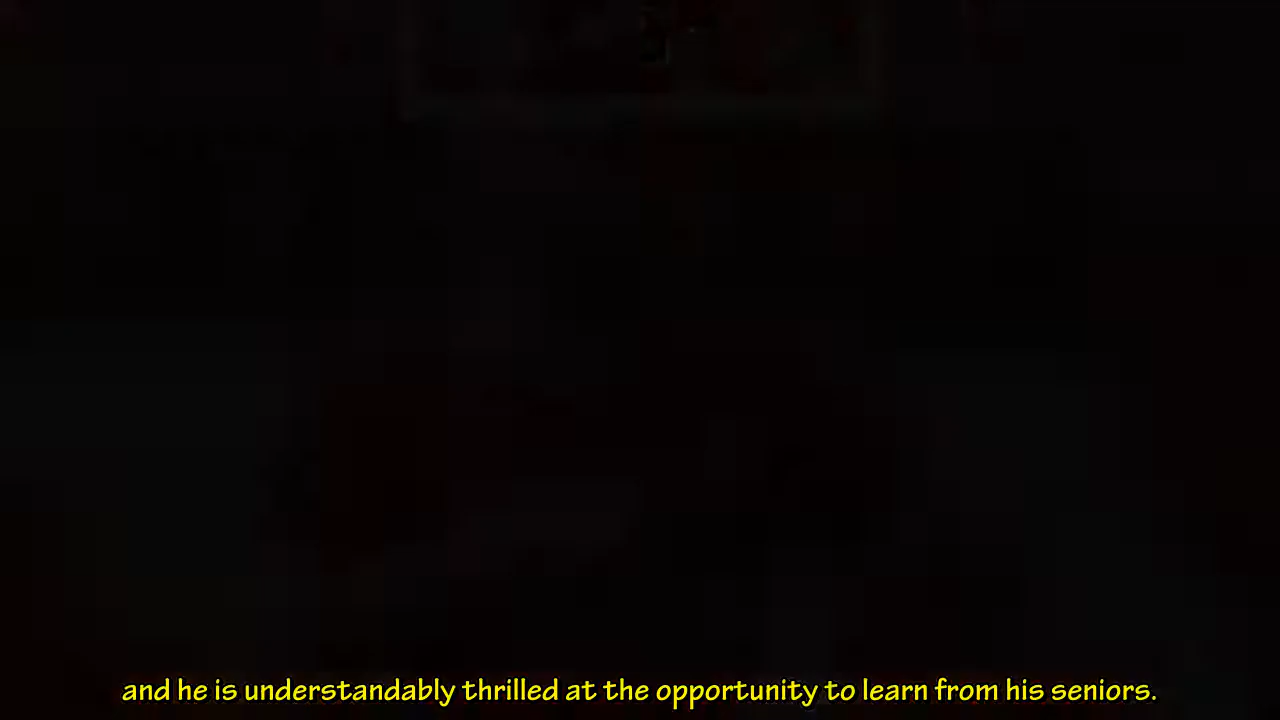 and he is understandably thrilled at the opportunity to learn from his seniors.